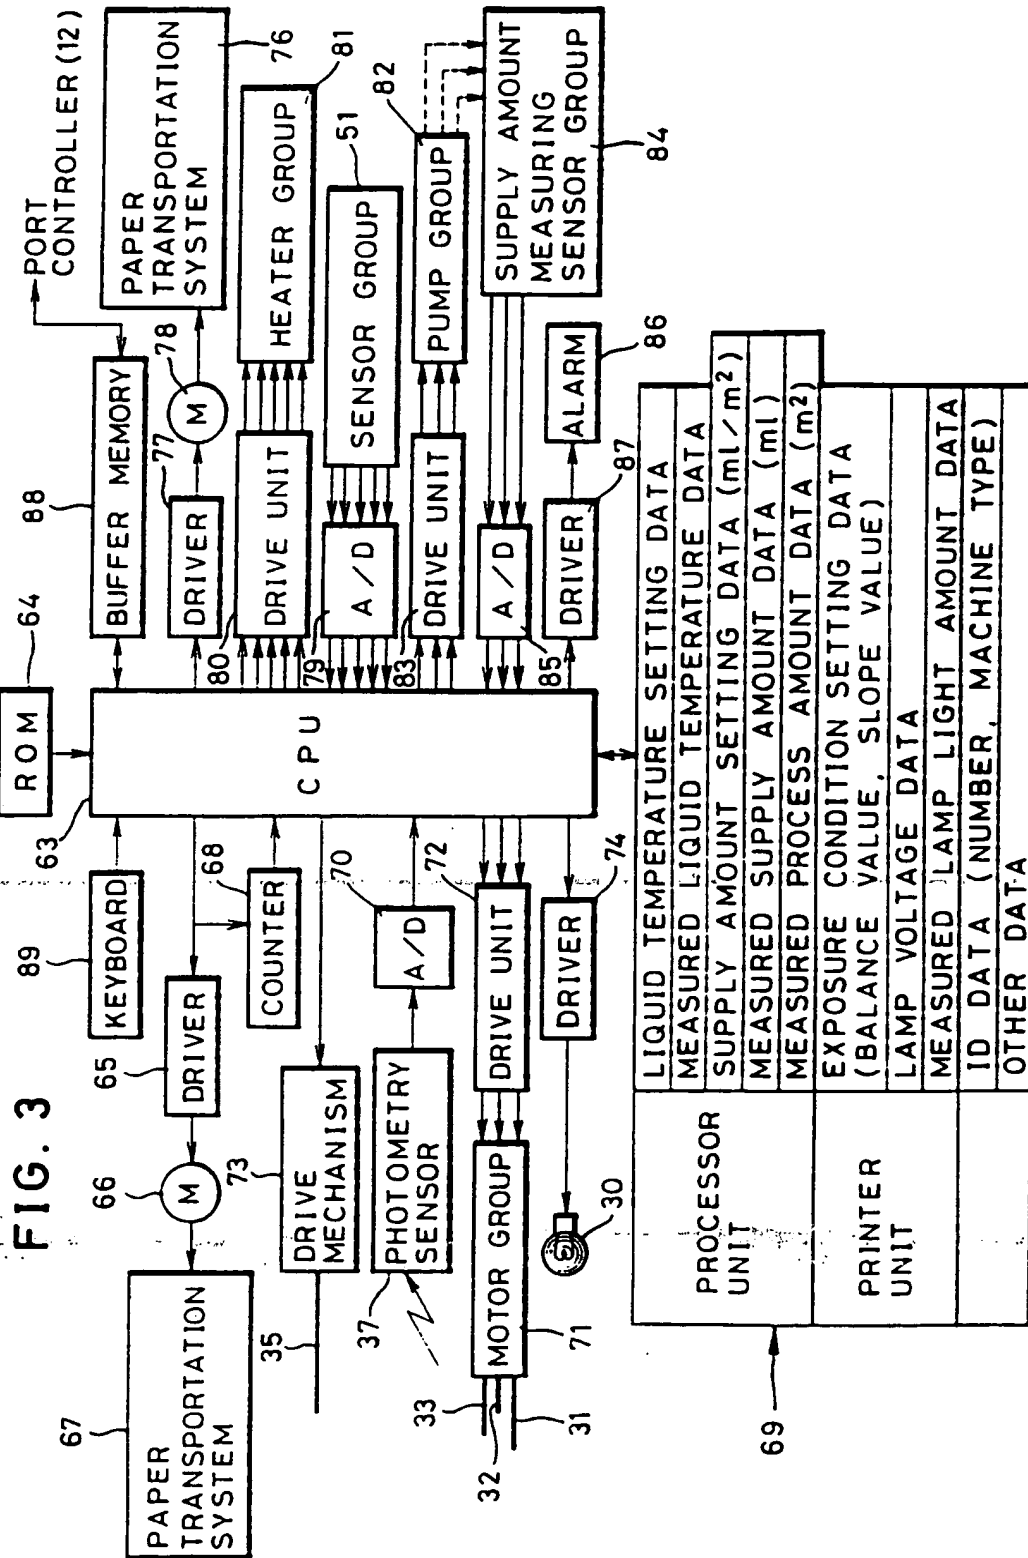 FIG. 3
PAPER
TRANSPORTATION
SYSTEM
67
66
M
65
DRIVER
89
KEYBOARD
63
64
ROM
CPU
68
COUNTER
73
DRIVE
MECHANISM
35
37
PHOTOMETRY
SENSOR
70
A/D
72
DRIVE UNIT
MOTOR GROUP
71
33
32
31
74
DRIVER
30
88
BUFFER MEMORY
PORT
CONTROLLER (12)
77
DRIVER
78
M
PAPER
TRANSPORTATION
SYSTEM
76
80
DRIVE UNIT
HEATER GROUP
81
79
A/D
SENSOR GROUP
51
83
DRIVE UNIT
PUMP GROUP
82
85
A/D
SUPPLY AMOUNT
MEASURING
SENSOR GROUP
84
DRIVER
87
ALARM
86
69
PROCESSOR
UNIT
LIQUID TEMPERATURE SETTING DATA
MEASURED LIQUID TEMPERATURE DATA
SUPPLY AMOUNT SETTING DATA (ml/m²)
MEASURED SUPPLY AMOUNT DATA (ml)
MEASURED PROCESS AMOUNT DATA (m²)
PRINTER
UNIT
EXPOSURE CONDITION SETTING DATA
(BALANCE VALUE, SLOPE VALUE)
LAMP VOLTAGE DATA
MEASURED LAMP LIGHT AMOUNT DATA
ID DATA (NUMBER, MACHINE TYPE)
OTHER DATA